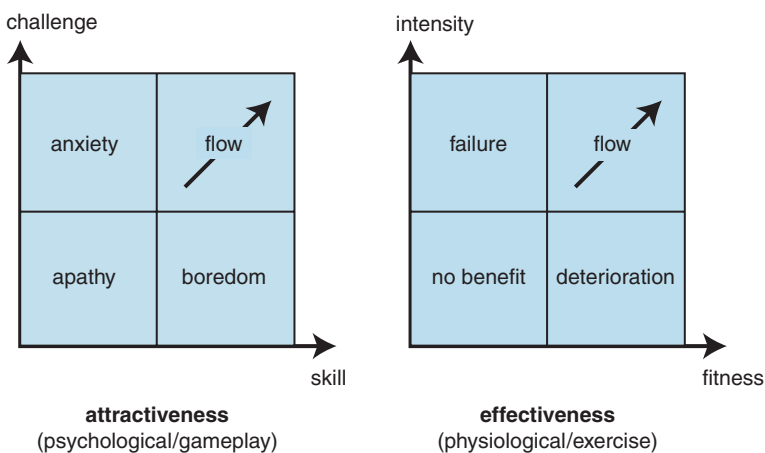 challenge
anxiety
flow
apathy
boredom
skill
attractiveness
(psychological/gameplay)
intensity
failure
flow
no benefit
deterioration
fitness
effectiveness
(physiological/exercise)